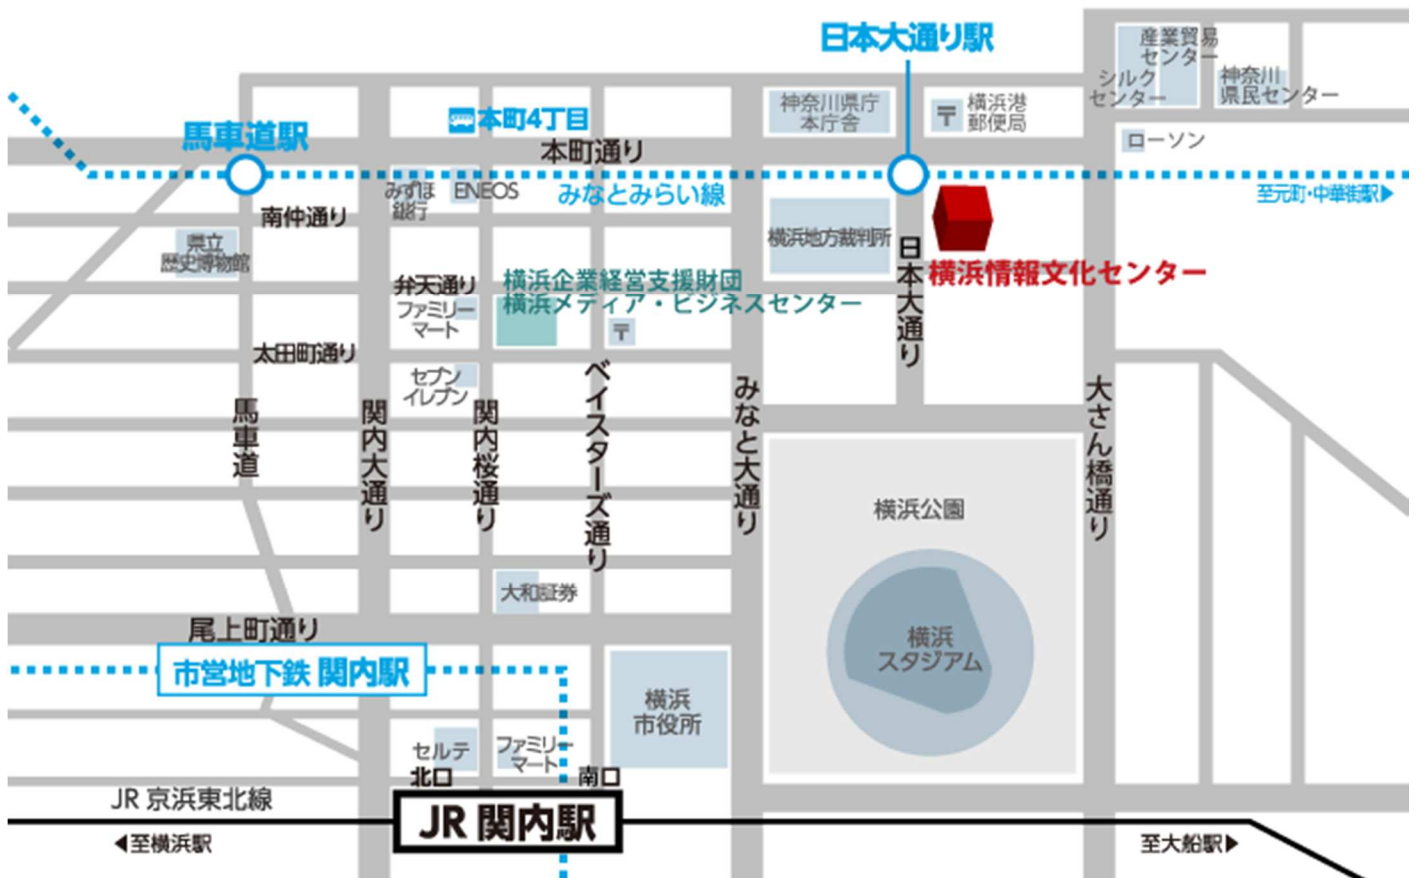 日本大通り駅
産業貿易
センター
シルク
センター
神奈川
県民センター
神奈川県庁
本庁舎
〒
横浜港
郵便局
本町4丁目
馬車道駅
本町通り
ローソン
みずほ
銀行
ENEOS
みなとみらい線
至元町・中華街駅▶
南仲通り
県立
歴史博物館
横浜地方裁判所
日本大通り
横浜情報文化センター
弁天通り
横浜企業経営支援財団
横浜メディア・ビジネスセンター
ファミリー
マート
〒
太田町通り
セブン
イレブン
馬車道
関内大通り
関内桜通り
ベイスターズ通り
みなと大通り
大さん橋通り
横浜公園
大和証券
尾上町通り
横浜
スタジアム
市営地下鉄 関内駅
横浜
市役所
セルテ
ファミリー
マート
北口
南口
JR 京浜東北線
JR 関内駅
◀至横浜駅
至大船駅▶